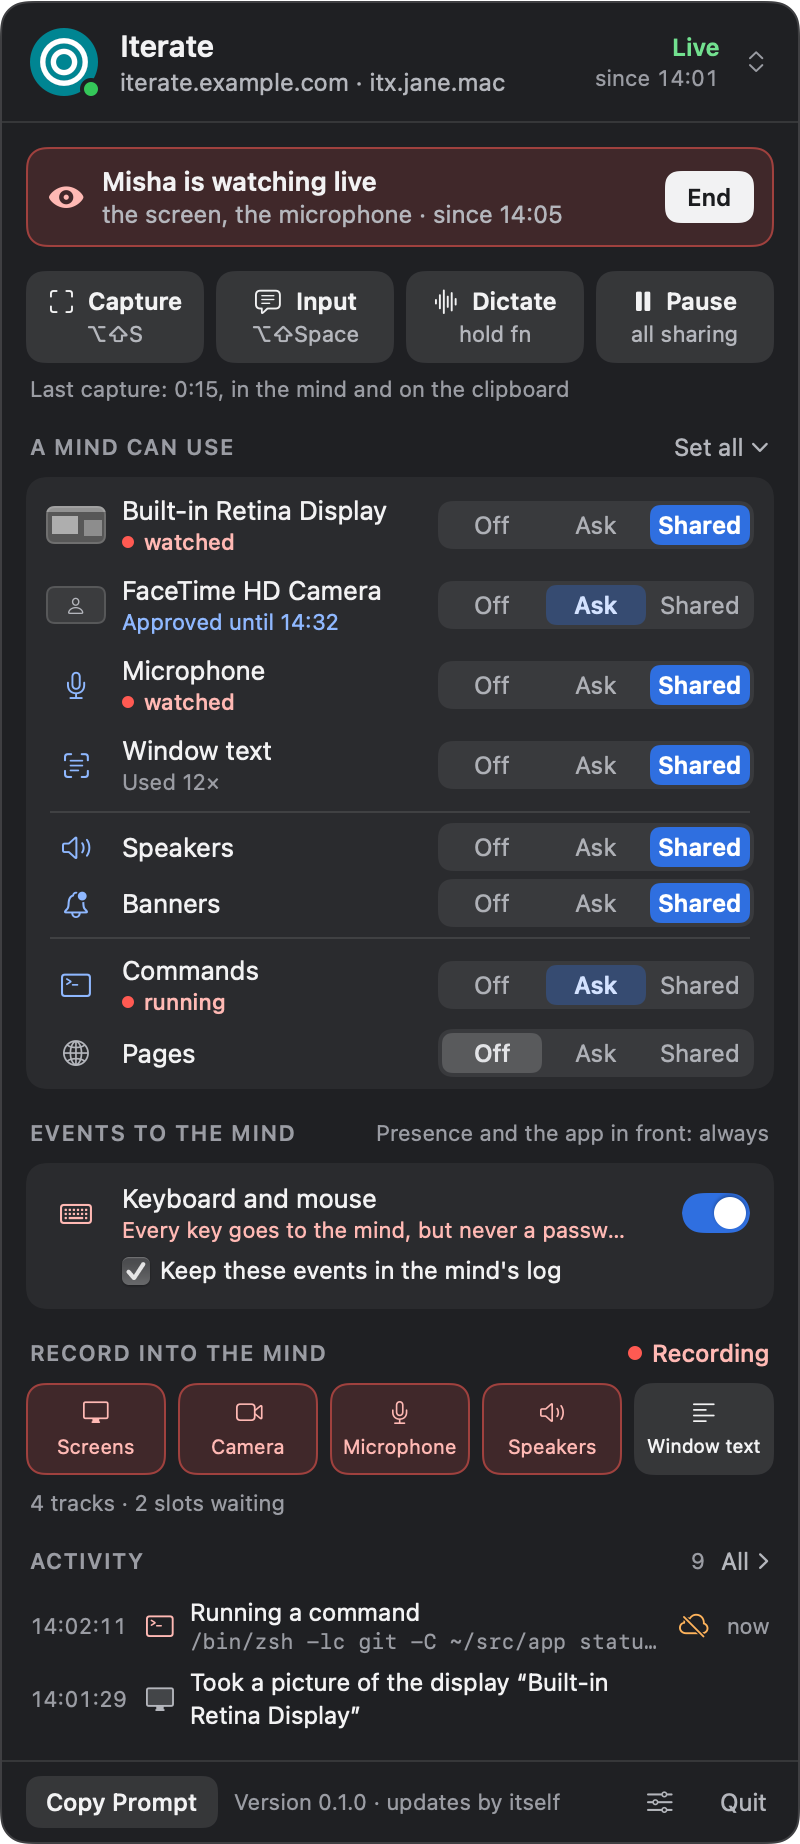 Iterate
iterate.example.com · itx.jane.mac
Live
since 14:01
Misha is watching live
the screen, the microphone · since 14:05
End
Capture
⌥⇧S
Input
⌥⇧Space
Dictate
hold fn
Pause
all sharing
Last capture: 0:15, in the mind and on the clipboard
A MIND CAN USE
Set all
Built-in Retina Display
watched
Off Ask Shared
FaceTime HD Camera
Approved until 14:32
Off Ask Shared
Microphone
watched
Off Ask Shared
Window text
Used 12×
Off Ask Shared
Speakers
Off Ask Shared
Banners
Off Ask Shared
Commands
running
Off Ask Shared
Pages
Off Ask Shared
EVENTS TO THE MIND
Presence and the app in front: always
Keyboard and mouse
Every key goes to the mind, but never a passw…
Keep these events in the mind's log
RECORD INTO THE MIND
Recording
Screens
Camera
Microphone
Speakers
Window text
4 tracks · 2 slots waiting
ACTIVITY
9 All
14:02:11
Running a command
/bin/zsh -lc git -C ~/src/app statu…
now
14:01:29
Took a picture of the display “Built-in
Retina Display”
Copy Prompt
Version 0.1.0 · updates by itself
Quit